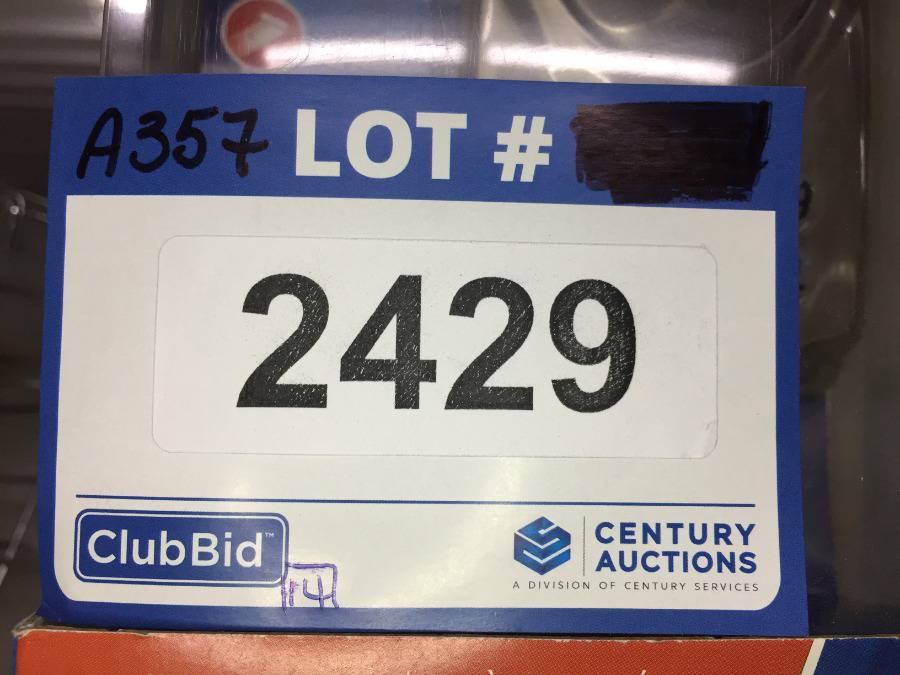 A357 LOT #
2429
ClubBid™
14
CENTURY
AUCTIONS
A DIVISION OF CENTURY SERVICES